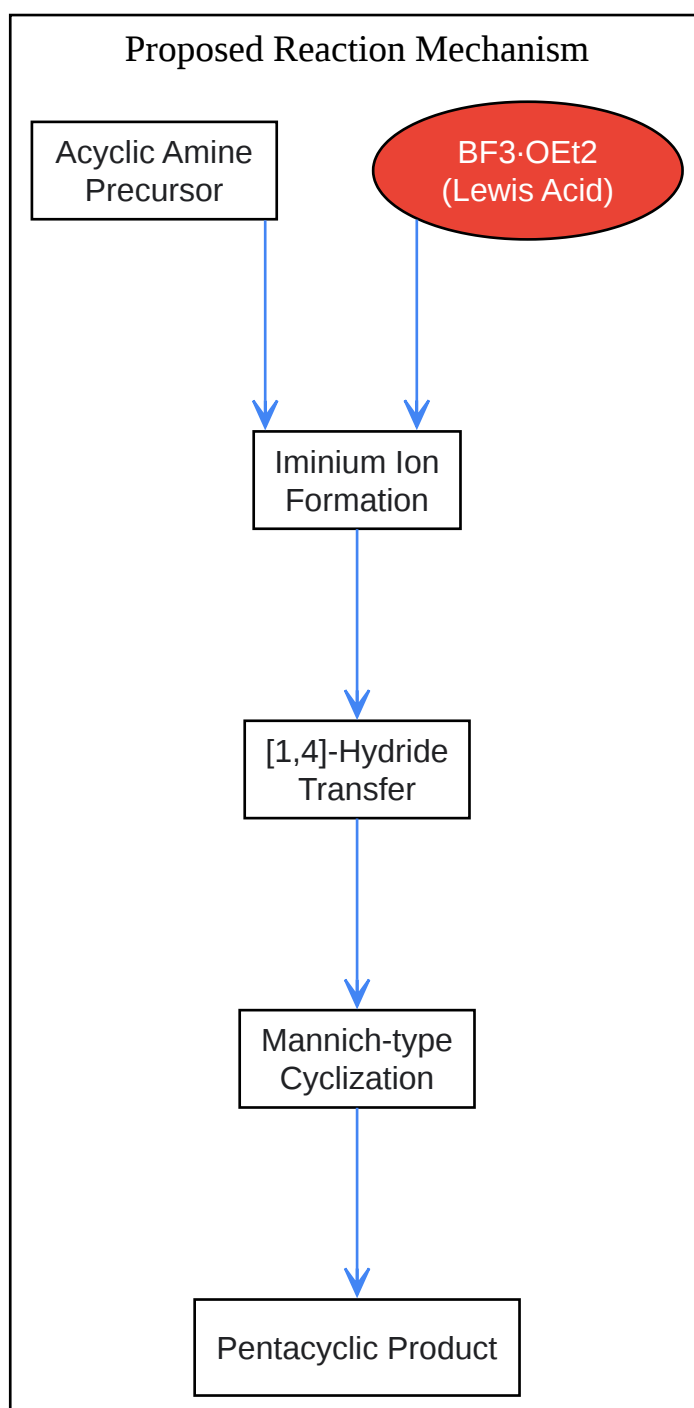 Proposed Reaction Mechanism
Acyclic Amine
Precursor
BF3·OEt2
(Lewis Acid)
Iminium Ion
Formation
[1,4]-Hydride
Transfer
Mannich-type
Cyclization
Pentacyclic Product